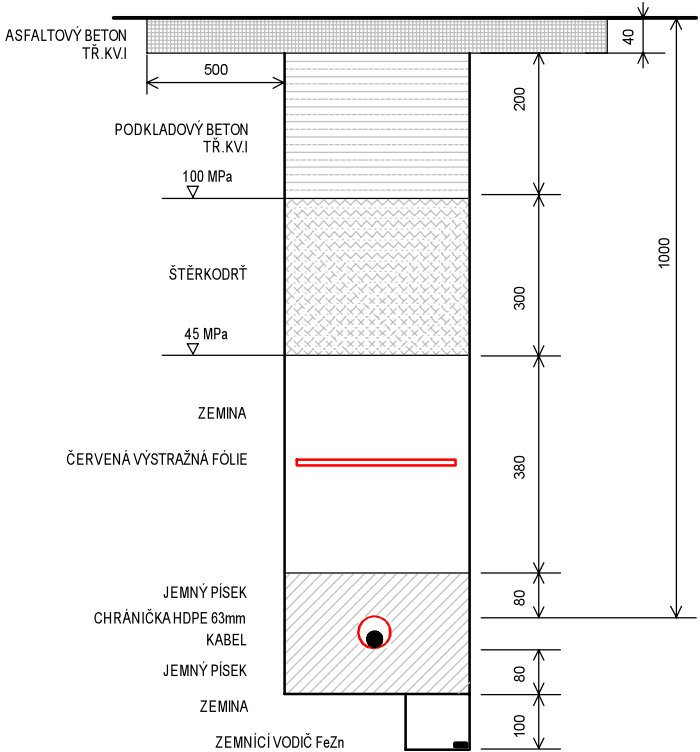 ASFALTOVÝ BETON
TŘ.KV.I
40
500
200
PODKLADOVÝ BETON
TŘ.KV.I
100 MPa
1000
ŠTĚRKODRŤ
300
45 MPa
ZEMINA
ČERVENÁ VÝSTRAŽNÁ FÓLIE
380
JEMNÝ PÍSEK
80
CHRÁNIČKA HDPE 63mm
KABEL
JEMNÝ PÍSEK
80
ZEMINA
100
ZEMNÍCÍ VODIČ FeZn